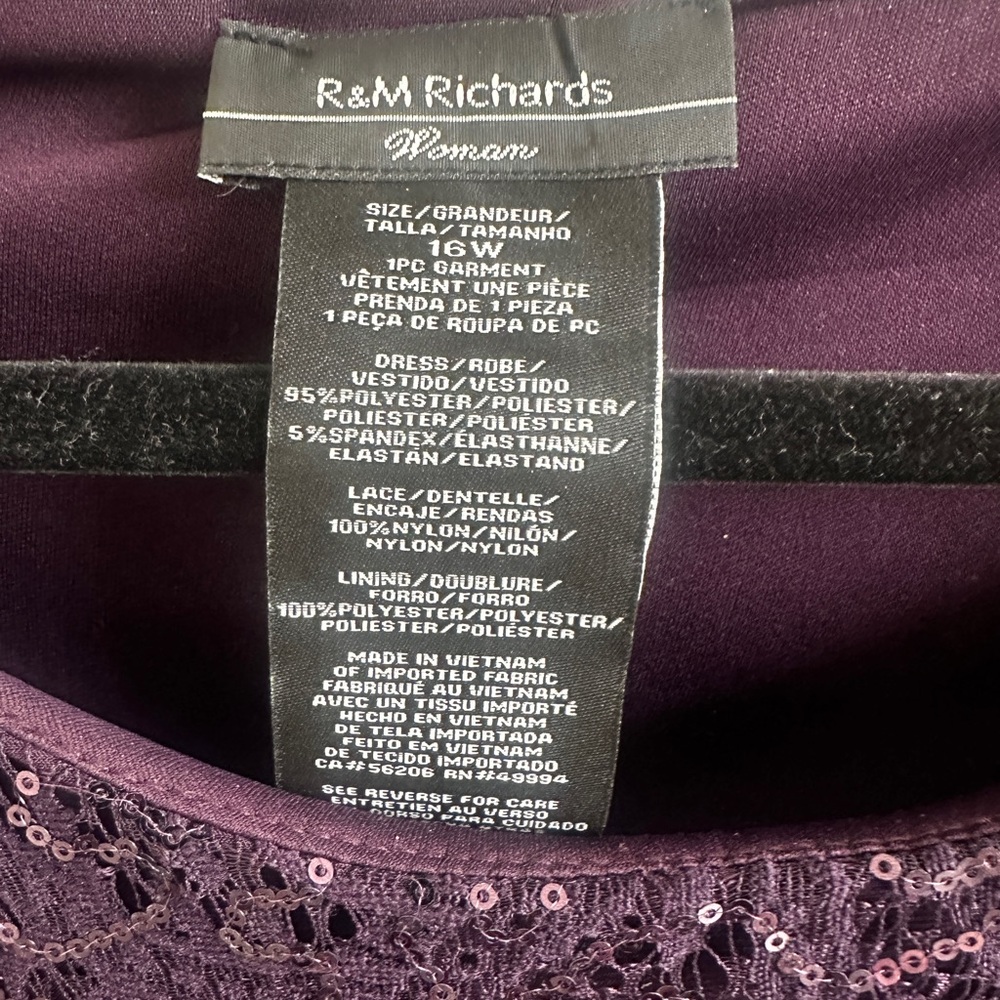 R&M Richards
Woman
SIZE/GRANDEUR/
TALLA/TAMANHO
16W
1PC GARMENT
VÊTEMENT UNE PIÈCE
PRENDA DE 1 PIEZA
1 PEÇA DE ROUPA DE PC
DRESS/ROBE/
VESTIDO/VESTIDO
95%POLYESTER/POLIESTER/
POLIESTER/POLIÉSTER
5%SPANDEX/ÉLASTHANNE/
ELASTAN/ELASTAND
LACE/DENTELLE/
ENCAJE/RENDAS
100%NYLON/NILÓN/
NYLON/NYLON
LINING/DOUBLURE/
FORRO/FORRO
100%POLYESTER/POLYESTER/
POLIESTER/POLIÉSTER
MADE IN VIETNAM
OF IMPORTED FABRIC
FABRIQUÉ AU VIETNAM
AVEC UN TISSU IMPORTÉ
HECHO EN VIETNAM
DE TELA IMPORTADA
FEITO EM VIETNAM
DE TECIDO IMPORTADO
CA#56206 RN#49994
SEE REVERSE FOR CARE
ENTRETIEN AU VERSO
PARA CUIDADO